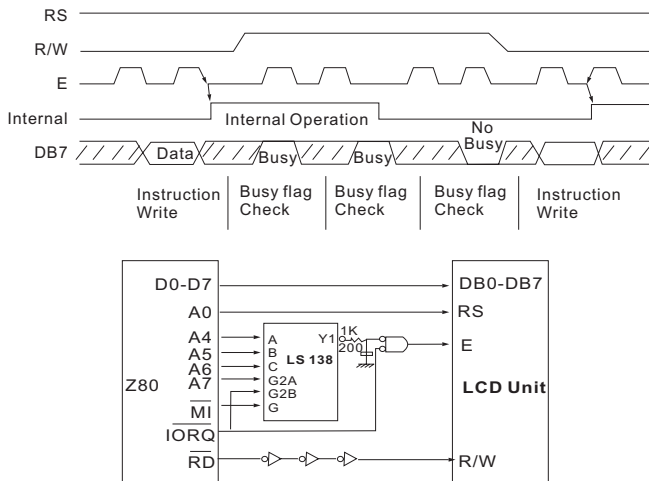 RS
R/W
E
Internal Internal Operation No Busy
DB7 Data Busy Busy
Instruction Write Busy flag Check Busy flag Check Busy flag Check Instruction Write
D0-D7 DB0-DB7
A0 RS
A4 A Y1 1K
A5 B 200 E
A6 C LS 138
A7 G2A
Z80 G2B LCD Unit
MI G
IORQ
RD R/W